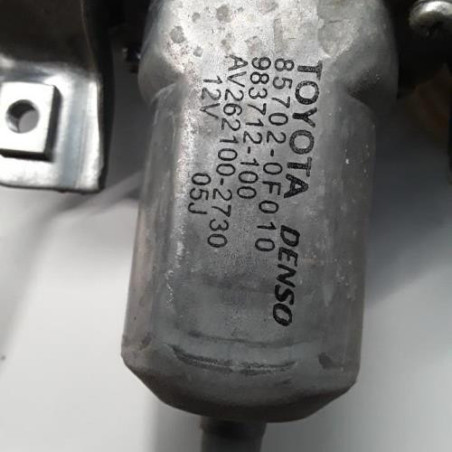 TOYOTA DENSO
85702-0F010
983712-100
AV262100-2730
12V 05J